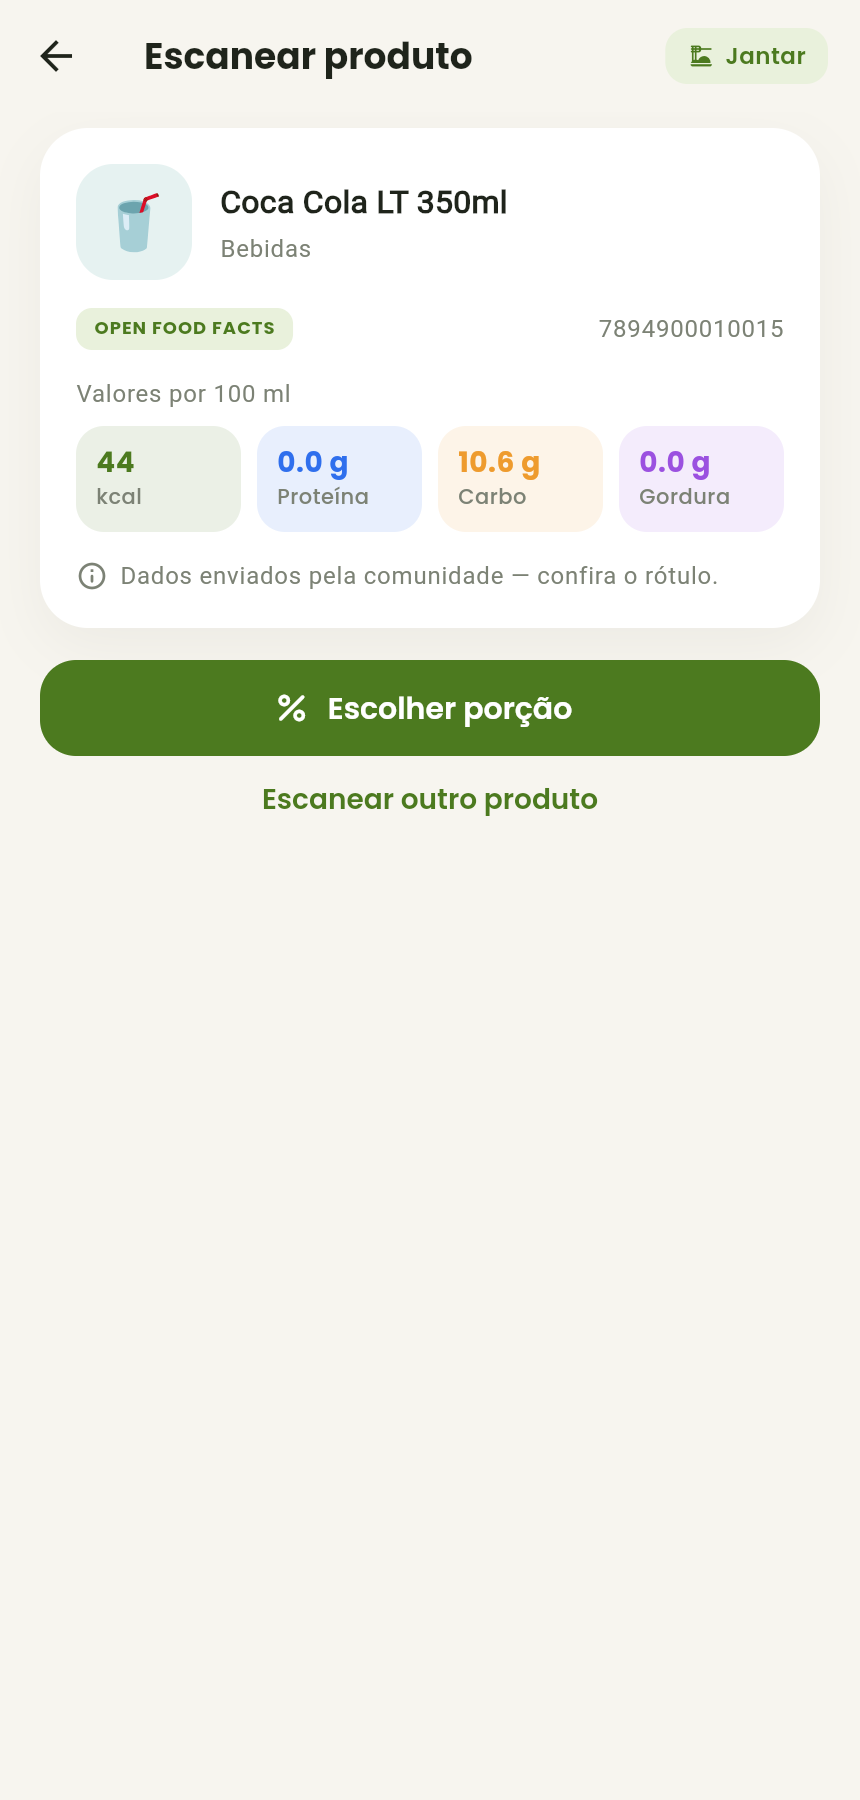 Escanear produto
Jantar
Coca Cola LT 350ml
Bebidas
OPEN FOOD FACTS
7894900010015
Valores por 100 ml
44
kcal
0.0 g
Proteína
10.6 g
Carbo
0.0 g
Gordura
Dados enviados pela comunidade — confira o rótulo.
Escolher porção
Escanear outro produto